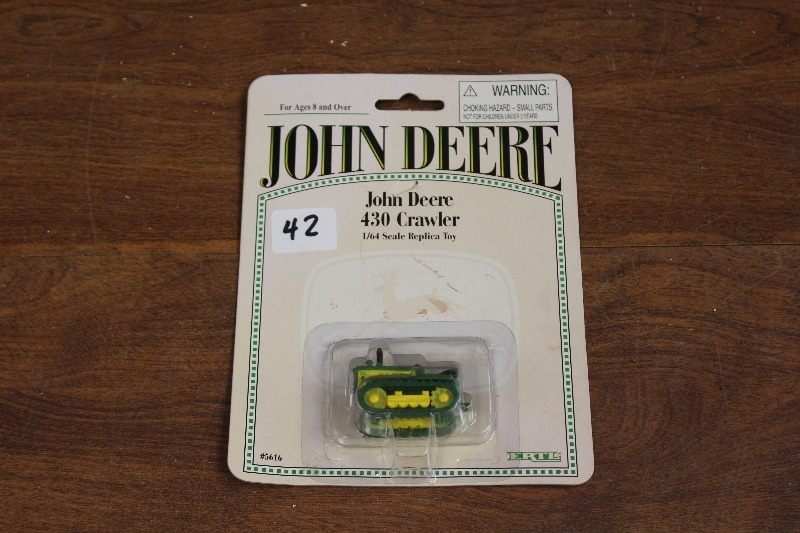 For Ages 8 and Over
WARNING:
CHOKING HAZARD – SMALL PARTS
NOT FOR CHILDREN UNDER 3 YEARS
JOHN DEERE
John Deere
430 Crawler
1/64 Scale Replica Toy
42
#5616
ERTL